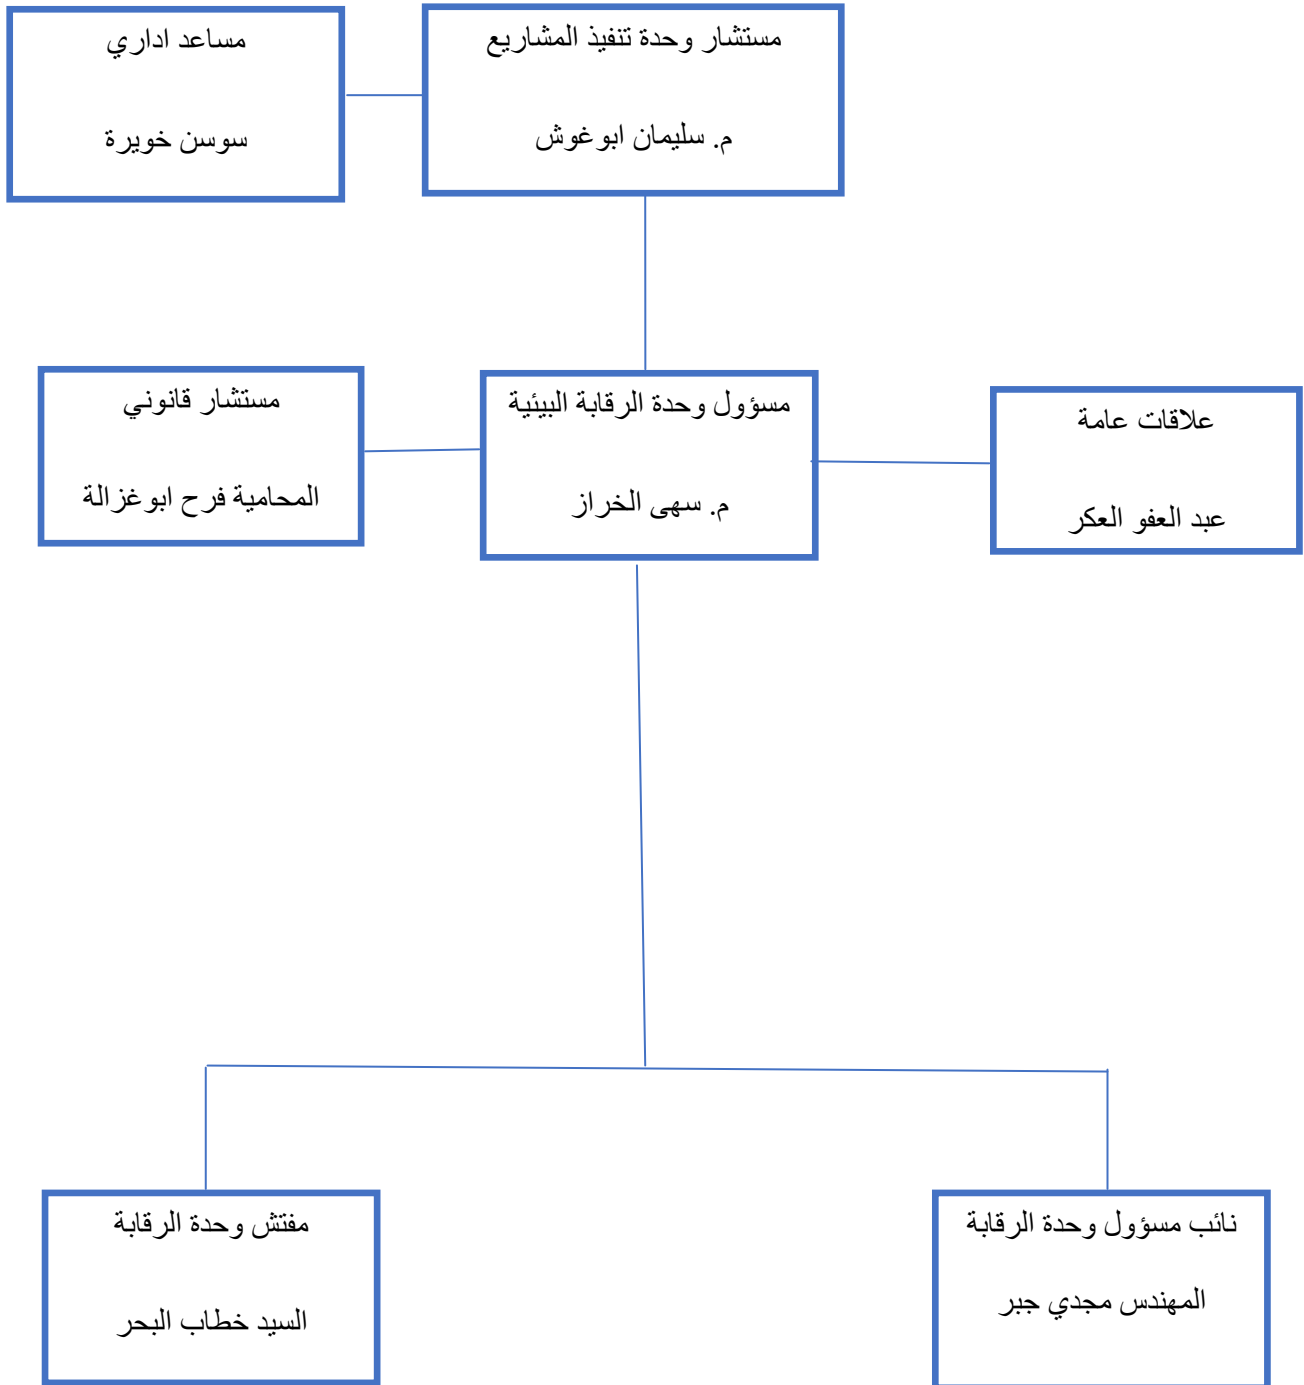 مستشار وحدة تنفيذ المشاريع
م. سليمان ابوغوش
مساعد اداري
سوسن خويرة
علاقات عامة
عبد العفو العكر
مسؤول وحدة الرقابة البيئية
م. سهى الخراز
مستشار قانوني
المحامية فرح ابوغزالة
نائب مسؤول وحدة الرقابة
المهندس مجدي جبر
مفتش وحدة الرقابة
السيد خطاب البحر